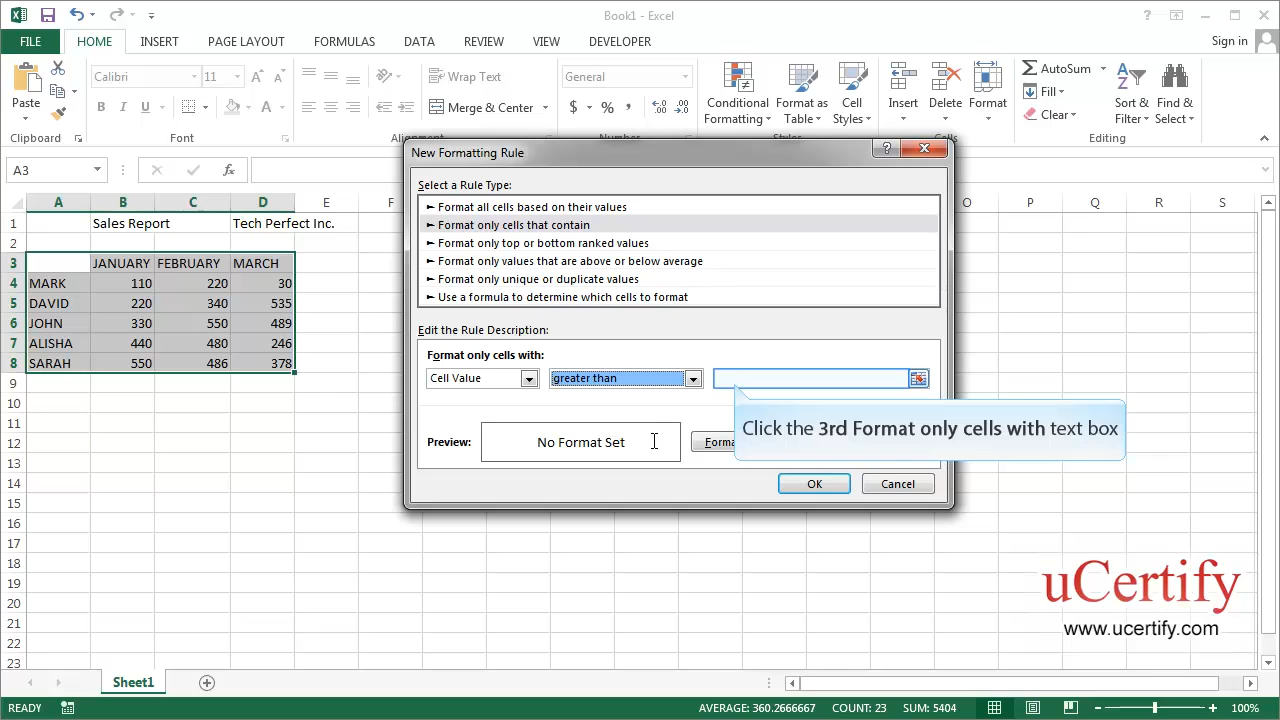 Book1 - Excel
FILE HOME INSERT PAGE LAYOUT FORMULAS DATA REVIEW VIEW DEVELOPER Sign in
Calibri 11 Wrap Text General AutoSum
Paste Conditional Formatting Format as Table Cell Styles Insert Delete Format Fill Sort & Filter Find & Select
B I U Merge & Center $ % , Clear
Clipboard Font Alignment Number Styles Cells Editing
A3 fx
New Formatting Rule
Select a Rule Type:
► Format all cells based on their values
► Format only cells that contain
► Format only top or bottom ranked values
► Format only values that are above or below average
► Format only unique or duplicate values
► Use a formula to determine which cells to format
Edit the Rule Description:
Format only cells with:
Cell Value greater than
Click the 3rd Format only cells with text box
Preview: No Format Set Forma
OK Cancel
A B C D E F O P Q R S
1 Sales Report Tech Perfect Inc.
2
3 JANUARY FEBRUARY MARCH
4 MARK 110 220 30
5 DAVID 220 340 535
6 JOHN 330 550 489
7 ALISHA 440 480 246
8 SARAH 550 486 378
9
10
11
12
13
14
15
16
17
18
19
20
21
22
23
uCertify
www.ucertify.com
Sheet1
READY AVERAGE: 360.2666667 COUNT: 23 SUM: 5404 100%